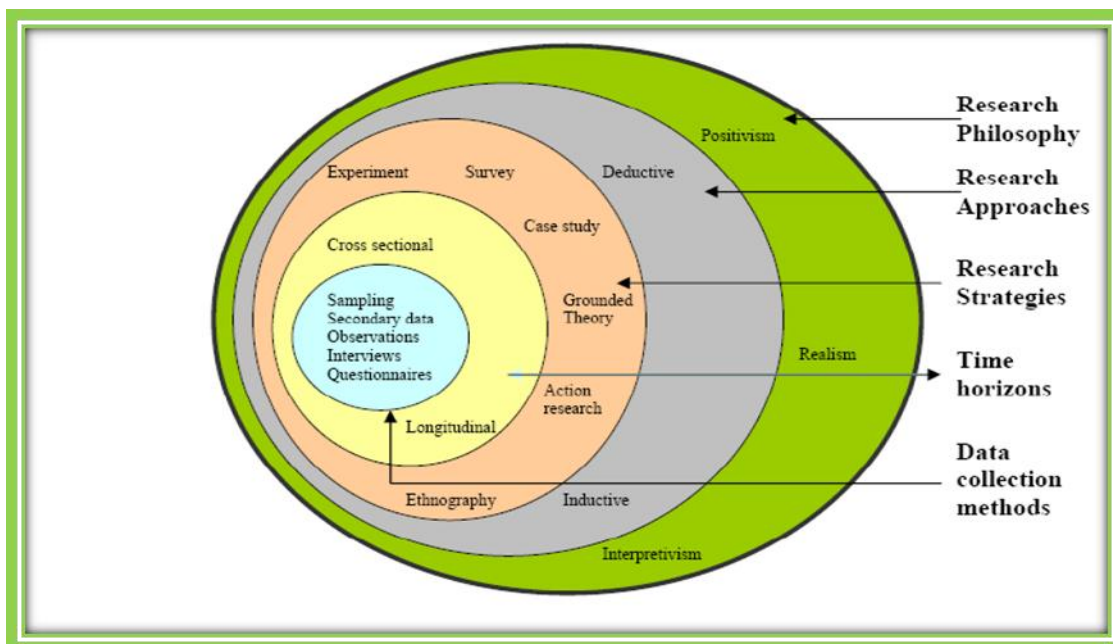 Research
Philosophy
Positivism
Research
Approaches
Experiment
Survey
Deductive
Case study
Cross sectional
Research
Strategies
Sampling
Secondary data
Observations
Interviews
Questionnaires
Grounded
Theory
Realism
Time
horizons
Action
research
Longitudinal
Data
collection
methods
Ethnography
Inductive
Interpretivism